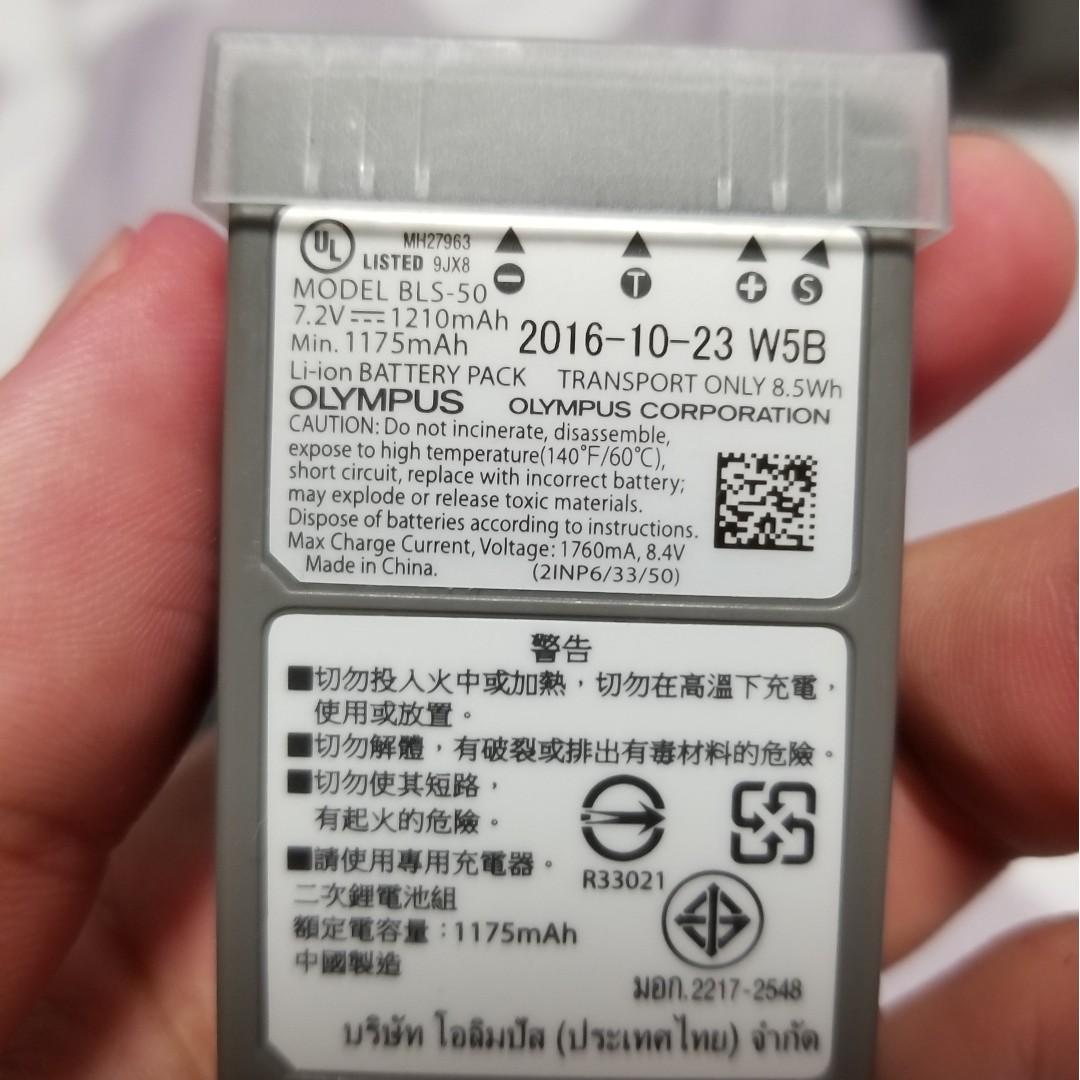 UL MH27963
LISTED 9JX8
− T + S
MODEL BLS-50
7.2V⎓1210mAh
Min. 1175mAh
2016-10-23 W5B
Li-ion BATTERY PACK TRANSPORT ONLY 8.5Wh
OLYMPUS OLYMPUS CORPORATION
CAUTION: Do not incinerate, disassemble,
expose to high temperature(140°F/60°C),
short circuit, replace with incorrect battery;
may explode or release toxic materials.
Dispose of batteries according to instructions.
Max Charge Current, Voltage: 1760mA, 8.4V
Made in China. (2INP6/33/50)
警告
■切勿投入火中或加熱，切勿在高溫下充電，
使用或放置。
■切勿解體，有破裂或排出有毒材料的危險。
■切勿使其短路，
有起火的危險。
■請使用專用充電器。
R33021
二次鋰電池組
額定電容量：1175mAh
中國製造
มอก.2217-2548
บริษัท โอลิมปัส (ประเทศไทย) จำกัด